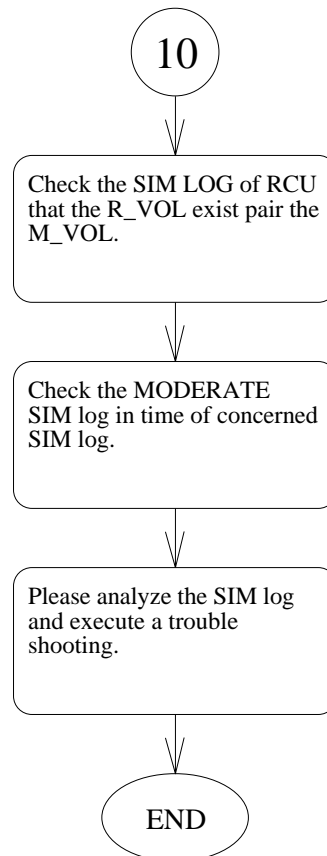 10
Check the SIM LOG of RCU
that the R_VOL exist pair the
M_VOL.
Check the MODERATE
SIM log in time of concerned
SIM log.
Please analyze the SIM log
and execute a trouble
shooting.
END